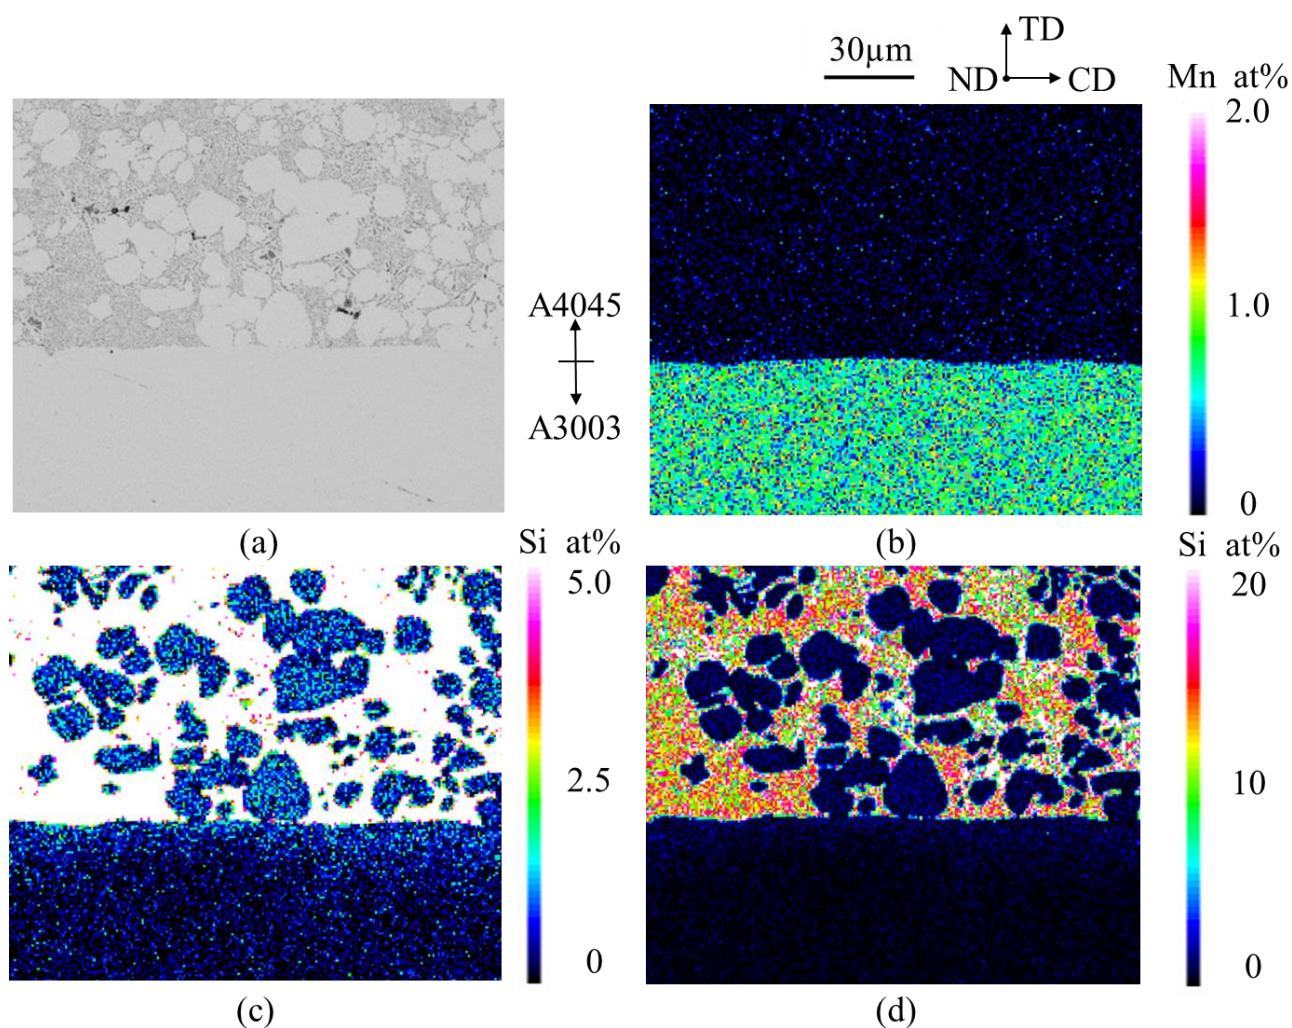 TD
30µm
ND CD
Mn at%
2.0
A4045
1.0
A3003
0
(a)
(b)
Si at%
Si at%
5.0
20
2.5
10
0
0
(c)
(d)